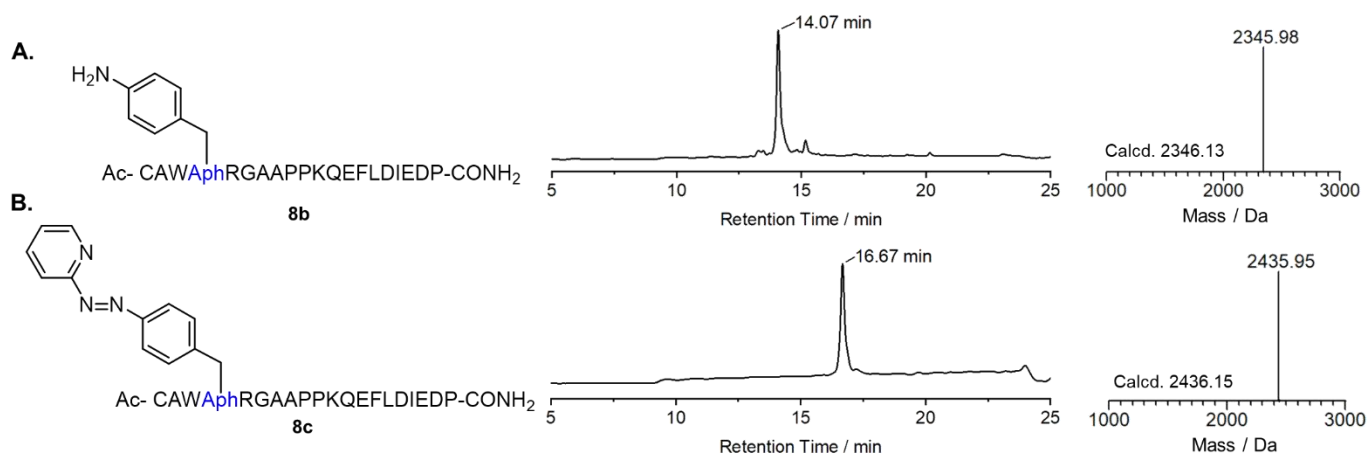 A.
H₂N
Ac- CAWAphRGAAPPKQEFLDIEDP-CONH₂
8b
14.07 min
5 10 15 20 25
Retention Time / min
2345.98
Calcd. 2346.13
1000 2000 3000
Mass / Da
B.
N
N=N
Ac- CAWAphRGAAPPKQEFLDIEDP-CONH₂
8c
16.67 min
5 10 15 20 25
Retention Time / min
2435.95
Calcd. 2436.15
1000 2000 3000
Mass / Da